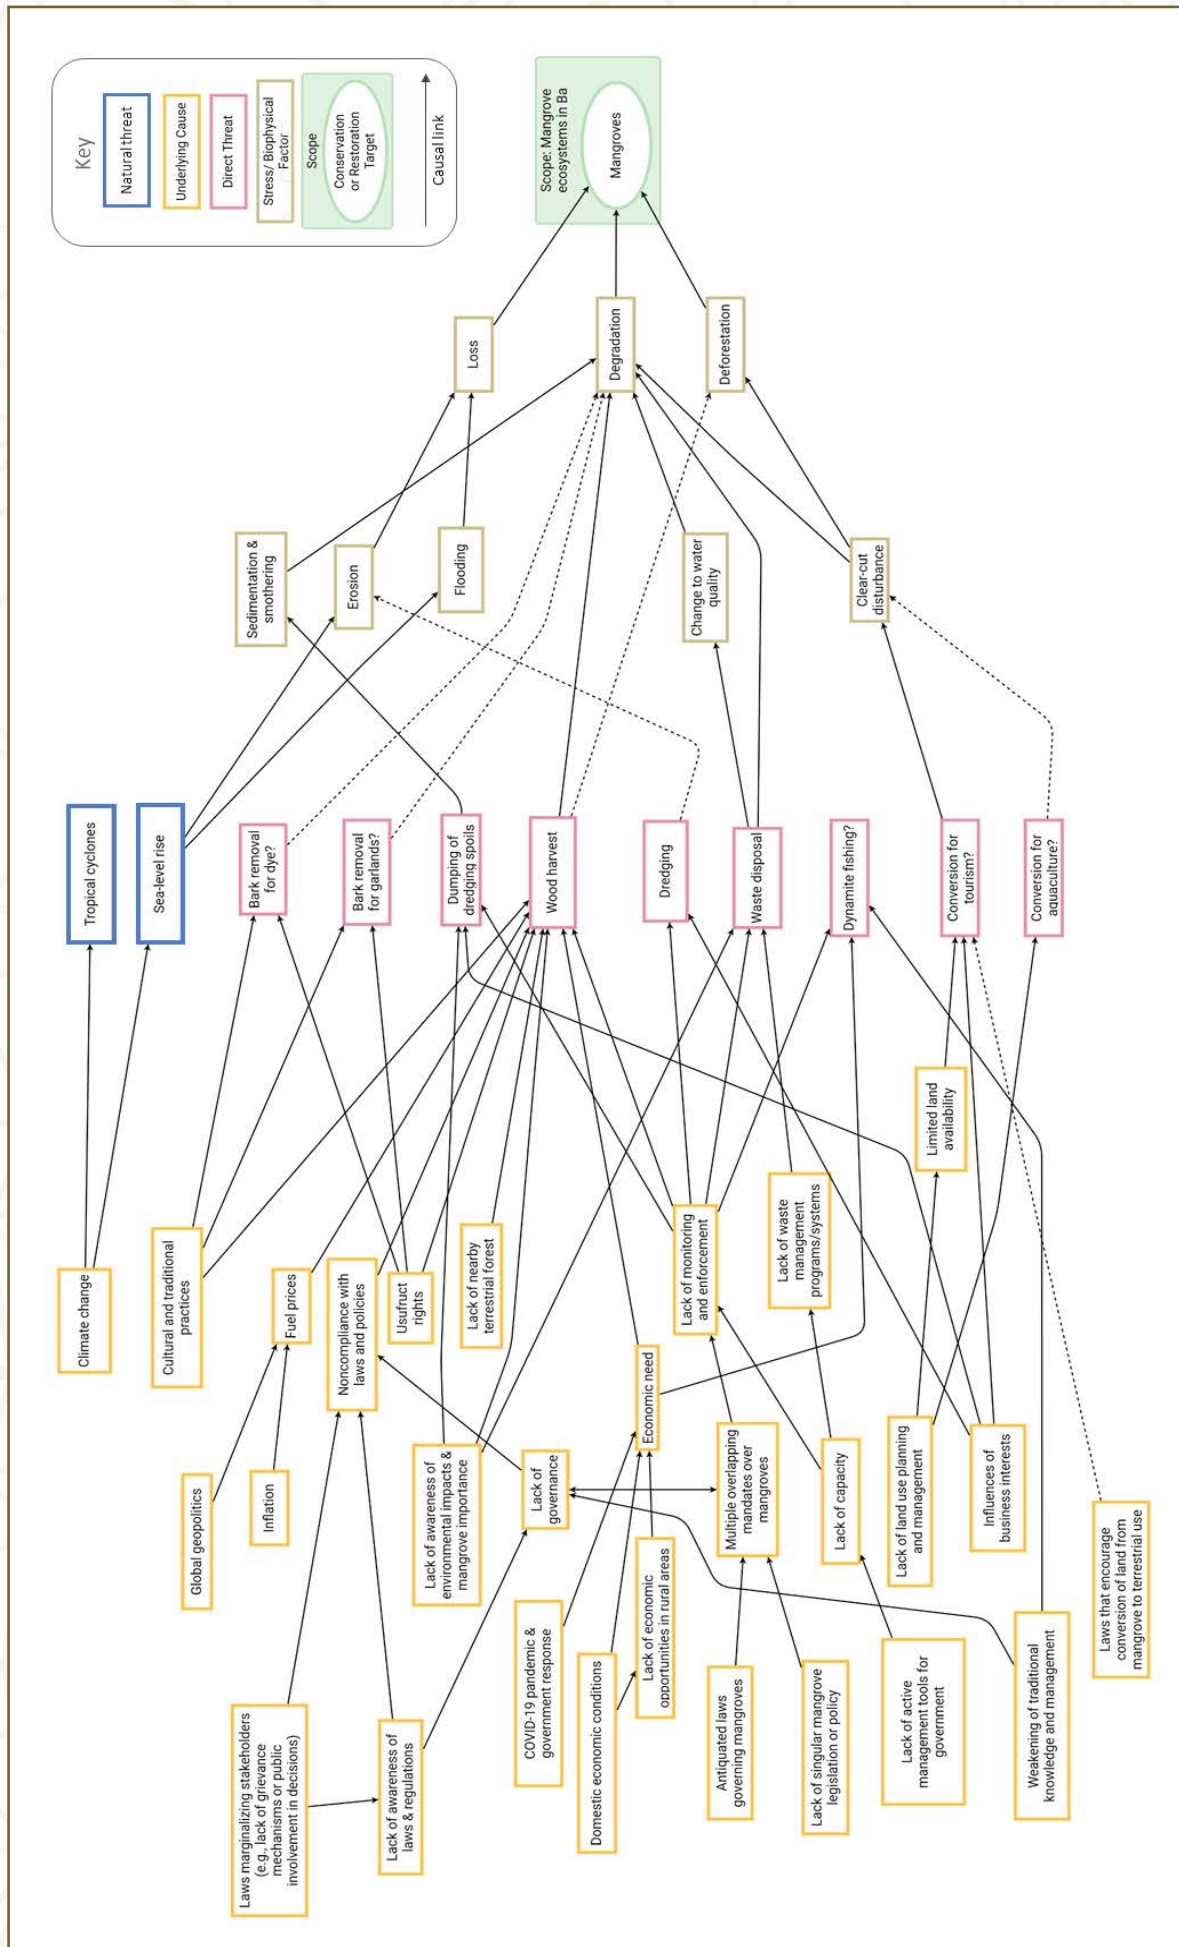 Key
Natural threat
Underlying Cause
Direct Threat
Stress/ Biophysical
Factor
Scope
Conservation
or Restoration
Target
Causal link
Scope: Mangrove
ecosystems in Ba
Mangroves
Loss
Degradation
Deforestation
Sedimentation &
smothering
Erosion
Flooding
Change to water
quality
Clear-cut
disturbance
Tropical cyclones
Sea-level rise
Bark removal
for dye?
Bark removal
for garlands?
Dumping of
dredging spoils
Wood harvest
Dredging
Waste disposal
Dynamite fishing?
Conversion for
tourism?
Conversion for
aquaculture?
Climate change
Cultural and traditional
practices
Fuel prices
Noncompliance with
laws and policies
Usufruct
rights
Lack of nearby
terrestrial forest
Lack of monitoring
and enforcement
Lack of waste
management
programs/systems
Limited land
availability
Global geopolitics
Inflation
Lack of awareness of
environmental impacts &
mangrove importance
Lack of
governance
Economic need
Multiple overlapping
mandates over
mangroves
Lack of capacity
Lack of land use planning
and management
Influences of
business interests
Laws marginalizing stakeholders
(e.g., lack of grievance
mechanisms or public
involvement in decisions)
Lack of awareness of
laws & regulations
COVID-19 pandemic &
government response
Domestic economic conditions
Lack of economic
opportunities in rural areas
Antiquated laws
governing mangroves
Lack of singular mangrove
legislation or policy
Lack of active
management tools for
government
Weakening of traditional
knowledge and management
Laws that encourage
conversion of land from
mangrove to terrestrial use